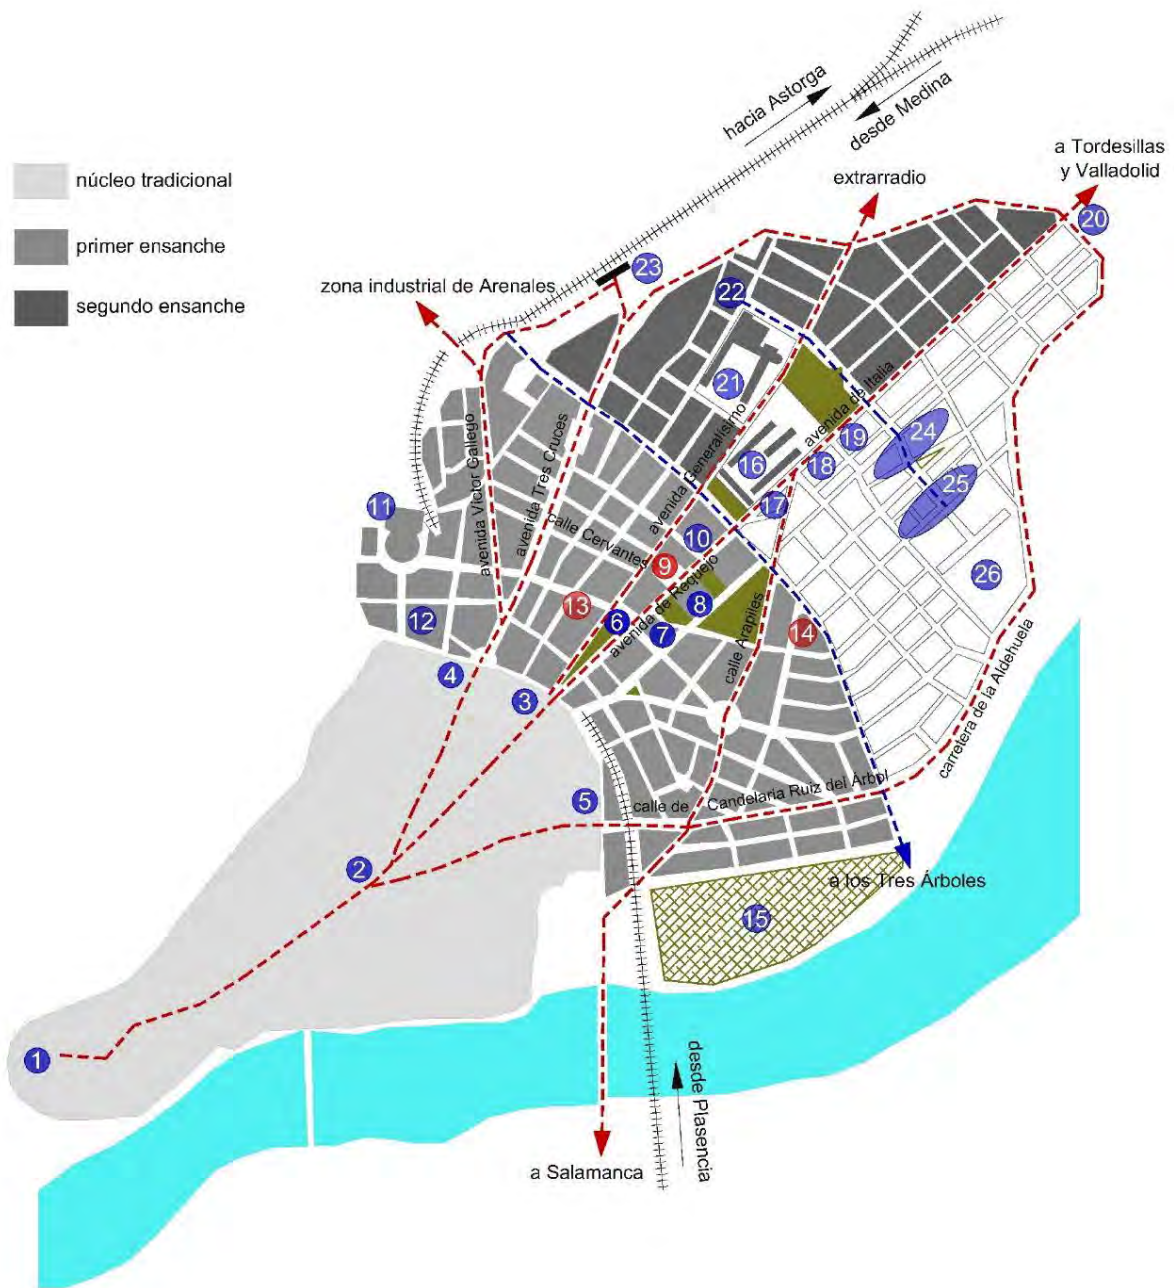 hacia Astorga
desde Medina
a Tordesillas
y Valladolid
extrarradio
núcleo tradicional
primer ensanche
segundo ensanche
zona industrial de Arenales
20
23
22
21
avenida de Italia
avenida Generalísimo
avenida Tres Cruces
avenida Víctor Gallego
24
19
18
16
25
17
11
10
calle Cervantes
9
26
avenida de Requejo
13
8
6
7
12
14
calle Arapiles
4
3
carretera de la Aldehuela
5
calle de
Candelaria Ruiz del Árbol
2
a los Tres Árboles
15
1
desde Plasencia
a Salamanca